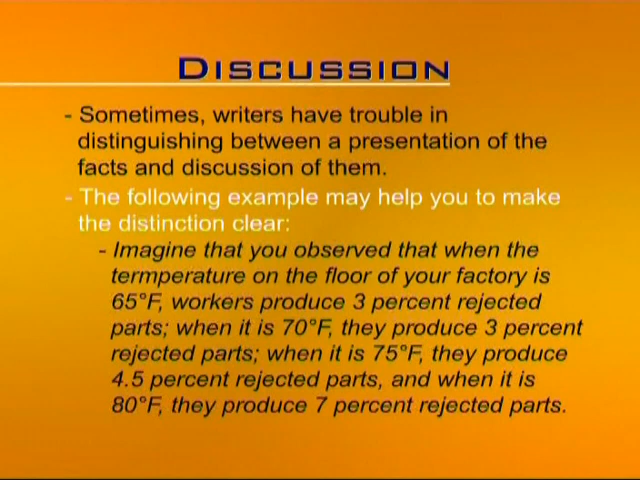 DISCUSSION
- Sometimes, writers have trouble in
distinguishing between a presentation of the
facts and discussion of them.
- The following example may help you to make
the distinction clear:
- Imagine that you observed that when the
termperature on the floor of your factory is
65°F, workers produce 3 percent rejected
parts; when it is 70°F, they produce 3 percent
rejected parts; when it is 75°F, they produce
4.5 percent rejected parts, and when it is
80°F, they produce 7 percent rejected parts.